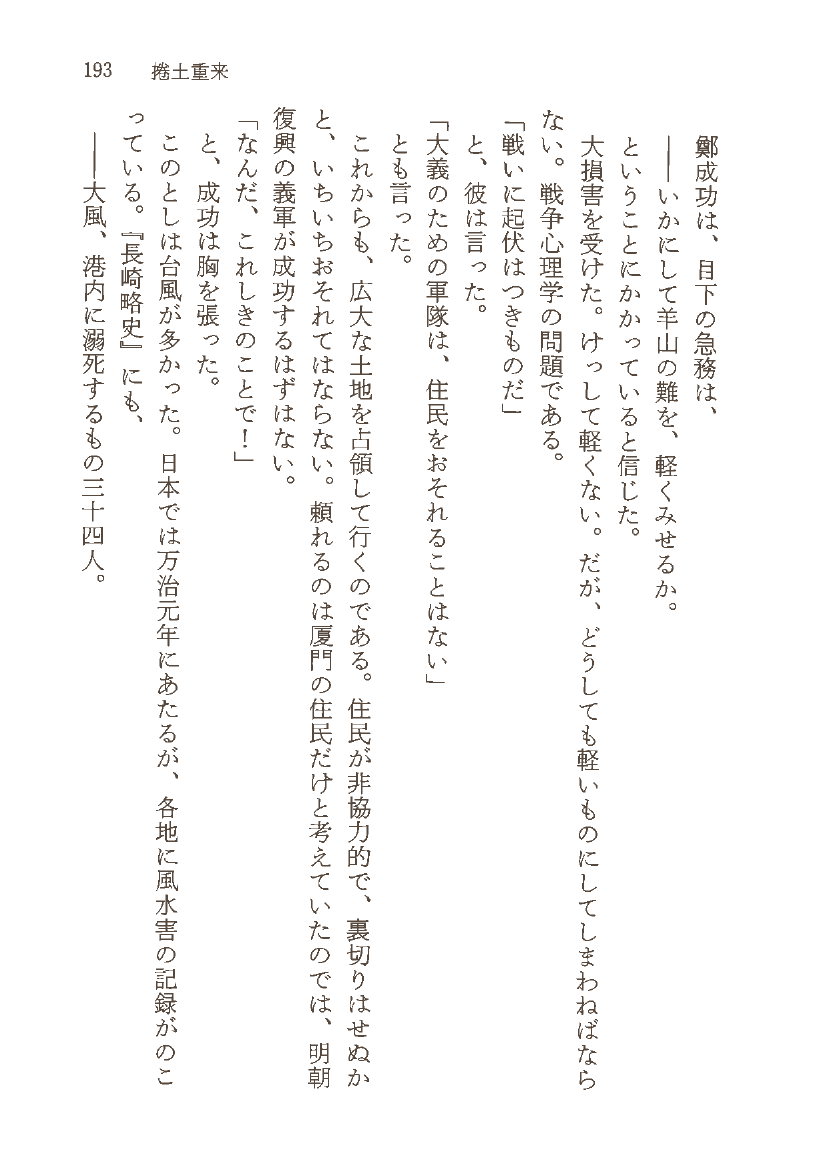 193 捲土重来
鄭成功は、目下の急務は、
――いかにして羊山の難を、軽くみせるか。
ということにかかっていると信じた。
大損害を受けた。けっして軽くない。だが、どうしても軽いものにしてしまわねばなら
ない。戦争心理学の問題である。
「戦いに起伏はつきものだ」
と、彼は言った。
「大義のための軍隊は、住民をおそれることはない」
とも言った。
これからも、広大な土地を占領して行くのである。住民が非協力的で、裏切りはせぬか
と、いちいちおそれてはならない。頼れるのは厦門の住民だけと考えていたのでは、明朝
復興の義軍が成功するはずはない。
「なんだ、これしきのことで！」
と、成功は胸を張った。
このとしは台風が多かった。日本では万治元年にあたるが、各地に風水害の記録がのこ
っている。『長崎略史』にも、
――大風、港内に溺死するもの三十四人。